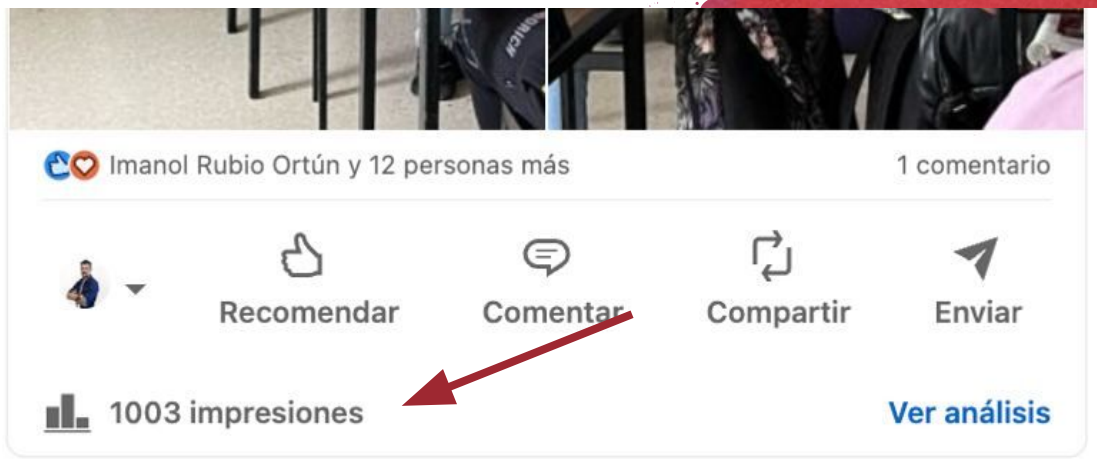 Imanol Rubio Ortún y 12 personas más
1 comentario
Recomendar
Comentar
Compartir
Enviar
1003 impresiones
Ver análisis